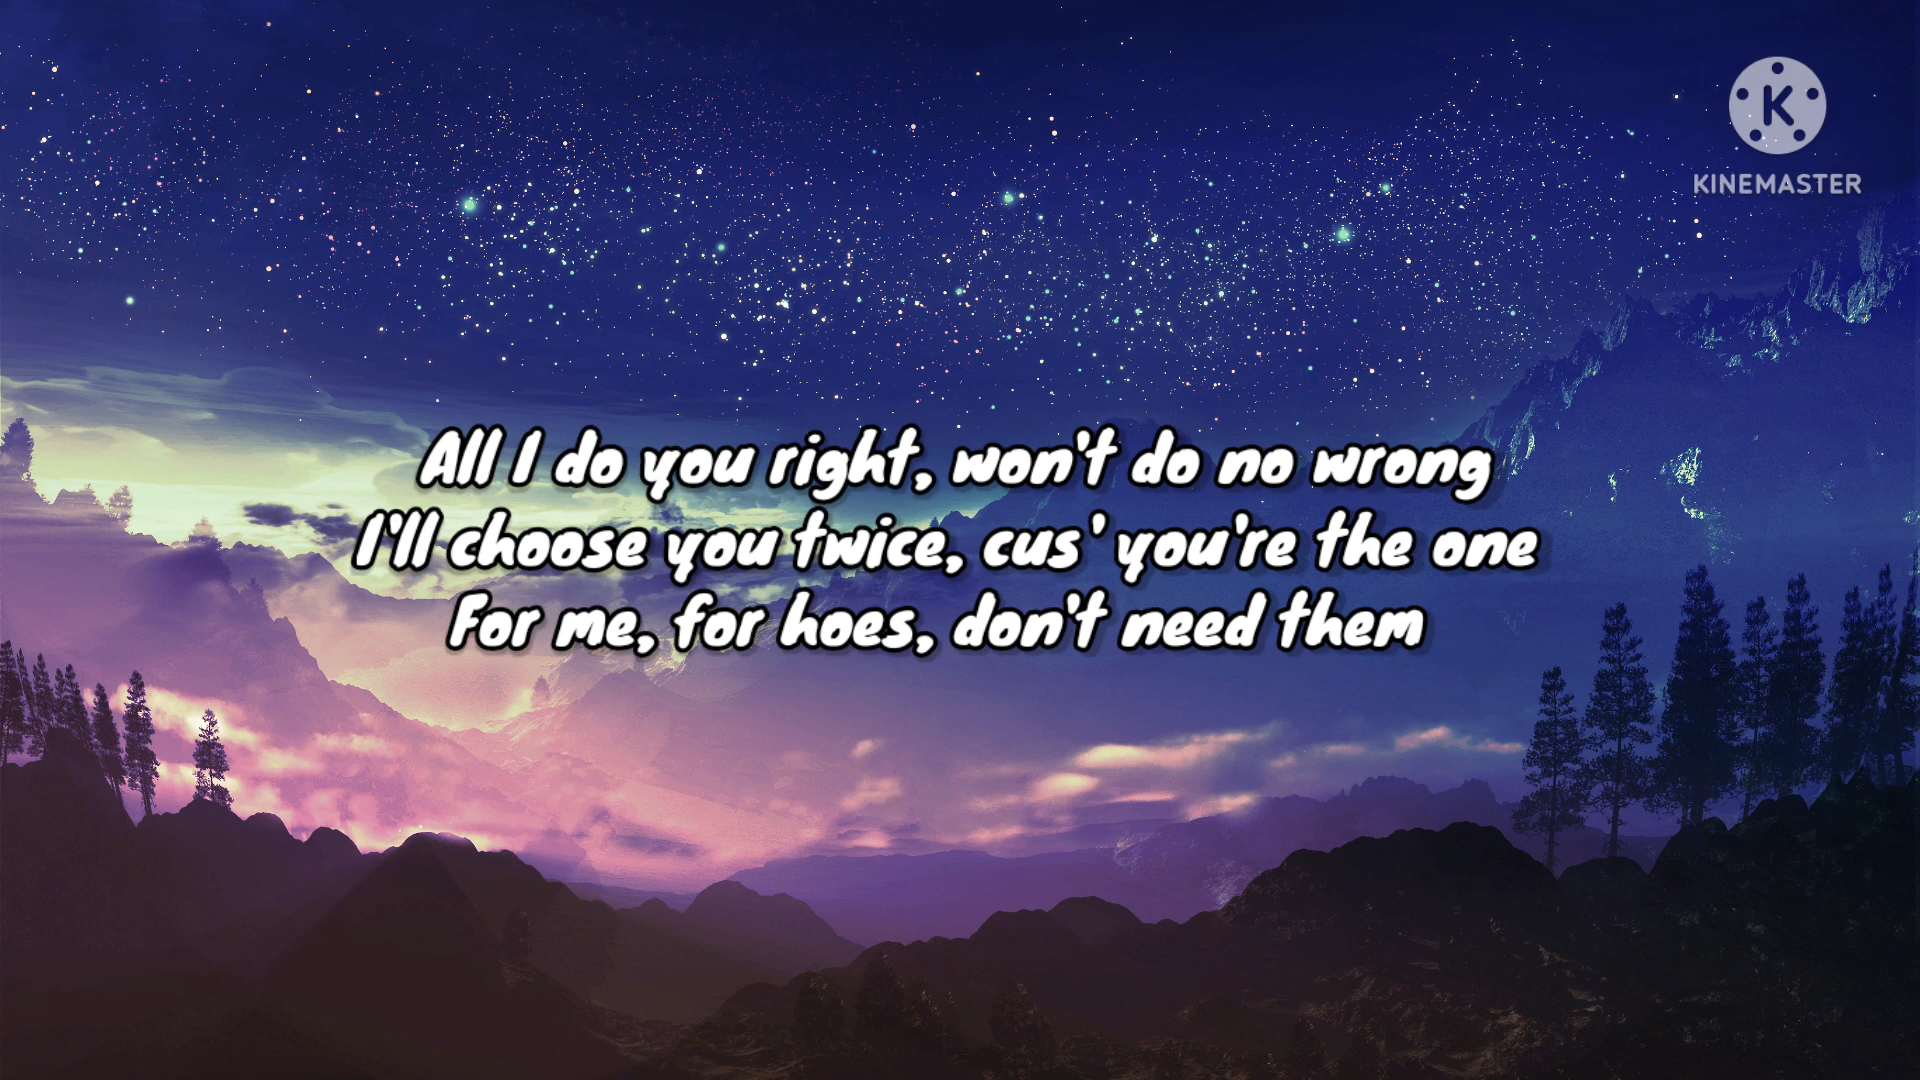 K
KINEMASTER
All I do you right, won't do no wrong
I'll choose you twice, cus' you're the one
For me, for hoes, don't need them